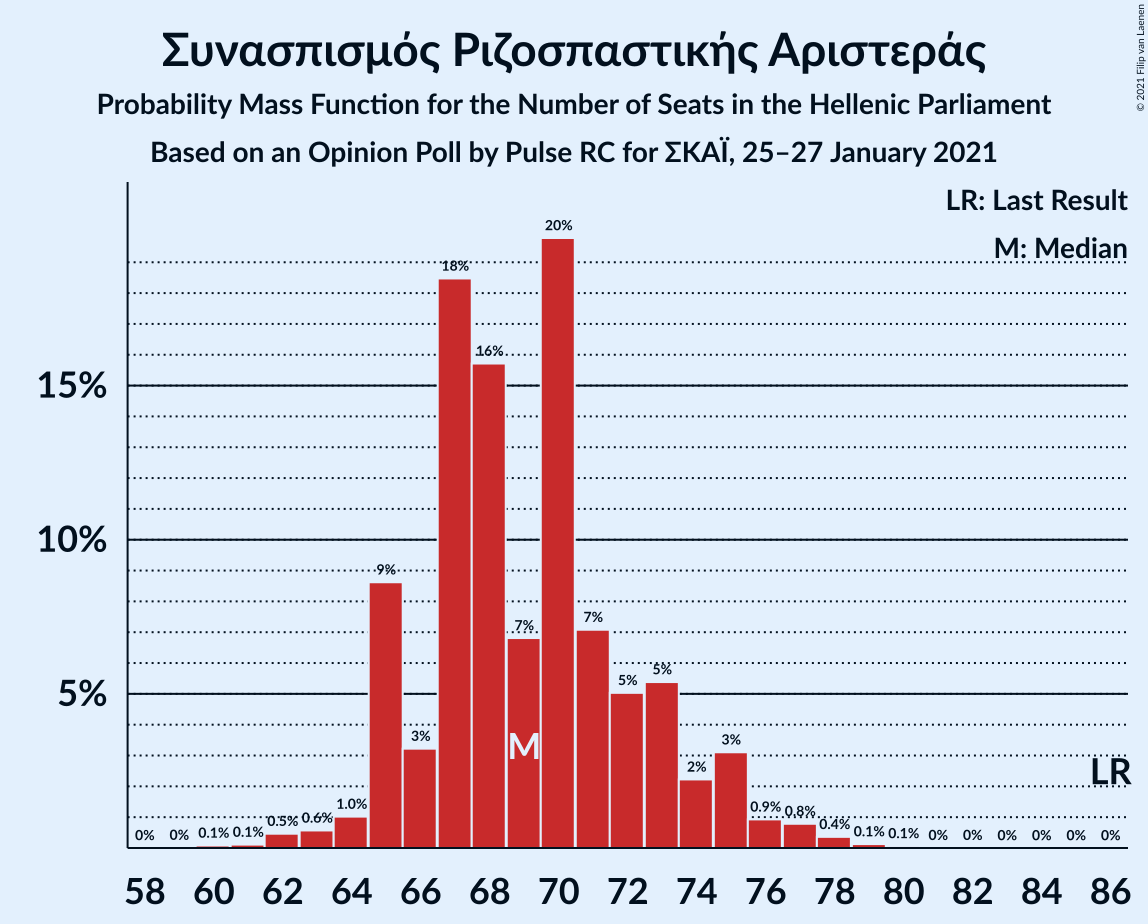 Συνασπισμός Ριζοσπαστικής Αριστεράς
Probability Mass Function for the Number of Seats in the Hellenic Parliament
Based on an Opinion Poll by Pulse RC for ΣΚΑΪ, 25–27 January 2021
© 2021 Filip van Laenen
LR: Last Result
M: Median
15%
10%
5%
0% 0% 0.1% 0.1% 0.5% 0.6% 1.0% 9% 3% 18% 16% 7% 20% 7% 5% 5% 2% 3% 0.9% 0.8% 0.4% 0.1% 0.1% 0% 0% 0% 0% 0% 0%
M
LR
58 60 62 64 66 68 70 72 74 76 78 80 82 84 86